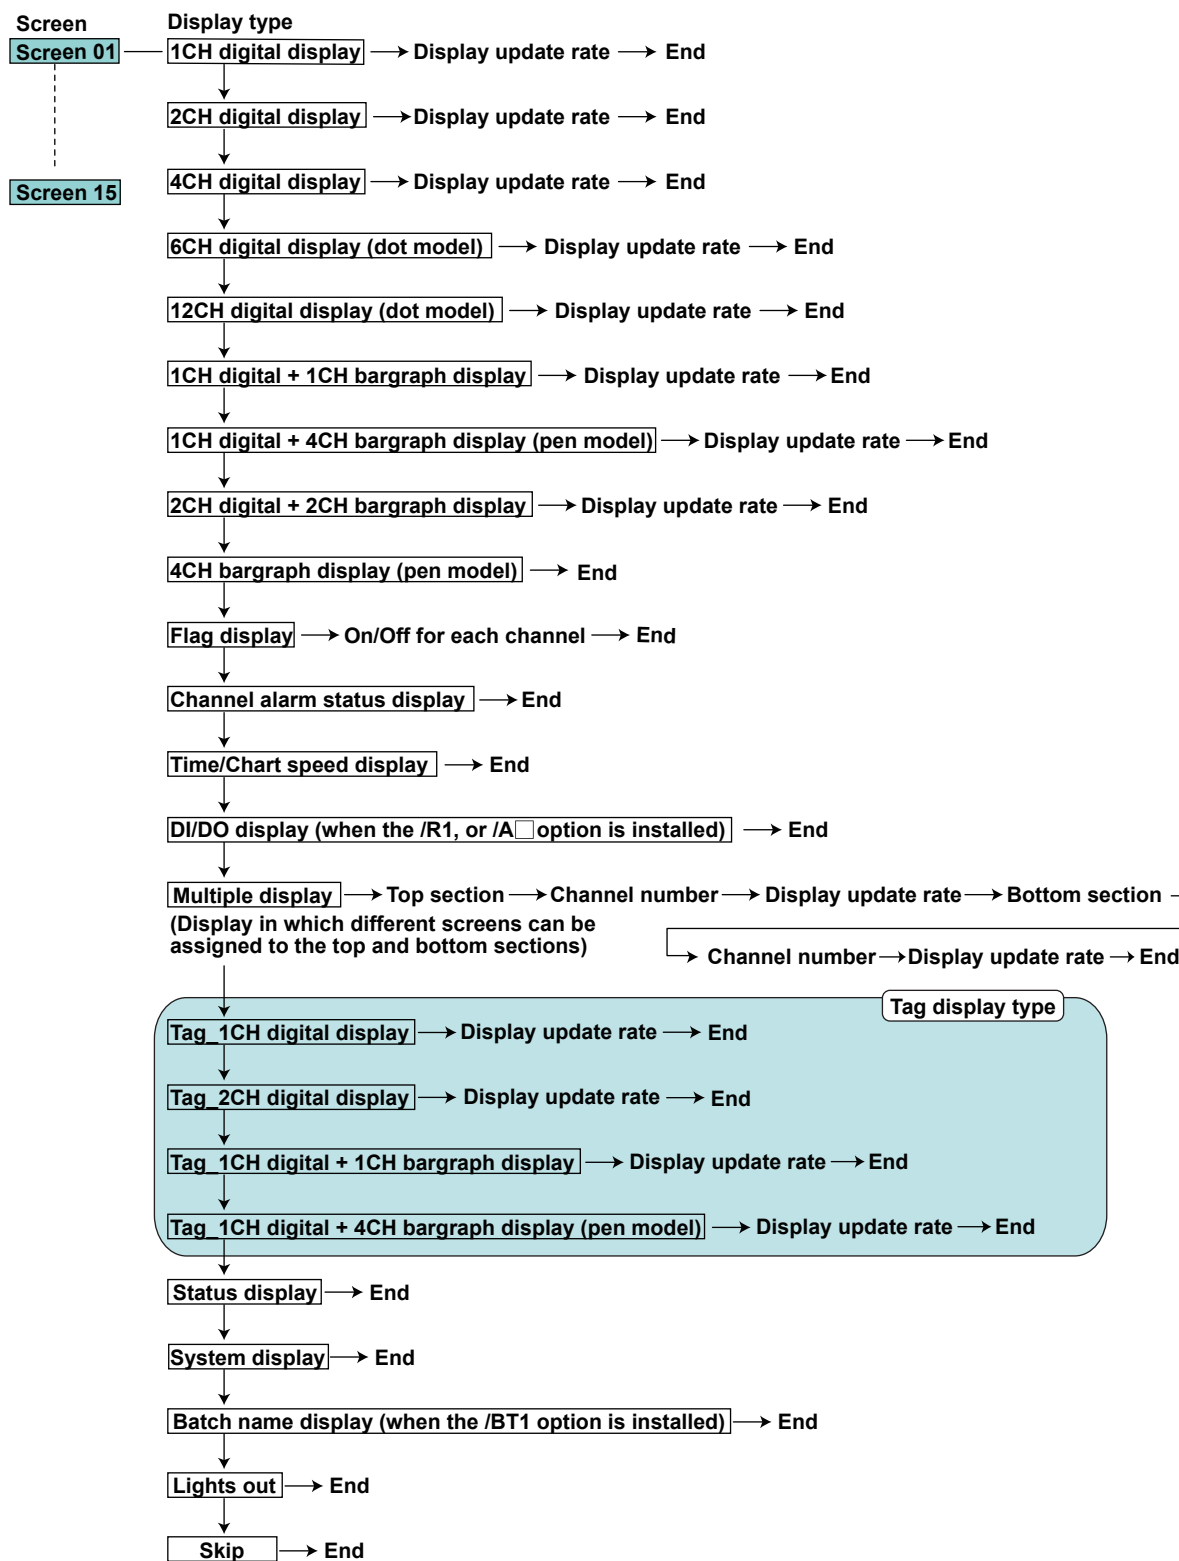 Screen Display type
Screen 01 1CH digital display Display update rate End
2CH digital display Display update rate End
4CH digital display Display update rate End
Screen 15
6CH digital display (dot model) Display update rate End
12CH digital display (dot model) Display update rate End
1CH digital + 1CH bargraph display Display update rate End
1CH digital + 4CH bargraph display (pen model) Display update rate End
2CH digital + 2CH bargraph display Display update rate End
4CH bargraph display (pen model) End
Flag display On/Off for each channel End
Channel alarm status display End
Time/Chart speed display End
DI/DO display (when the /R1, or /A□ option is installed) End
Multiple display Top section Channel number Display update rate Bottom section
(Display in which different screens can be
assigned to the top and bottom sections)
Channel number Display update rate End
Tag display type
Tag_1CH digital display Display update rate End
Tag_2CH digital display Display update rate End
Tag_1CH digital + 1CH bargraph display Display update rate End
Tag_1CH digital + 4CH bargraph display (pen model) Display update rate End
Status display End
System display End
Batch name display (when the /BT1 option is installed) End
Lights out End
Skip End